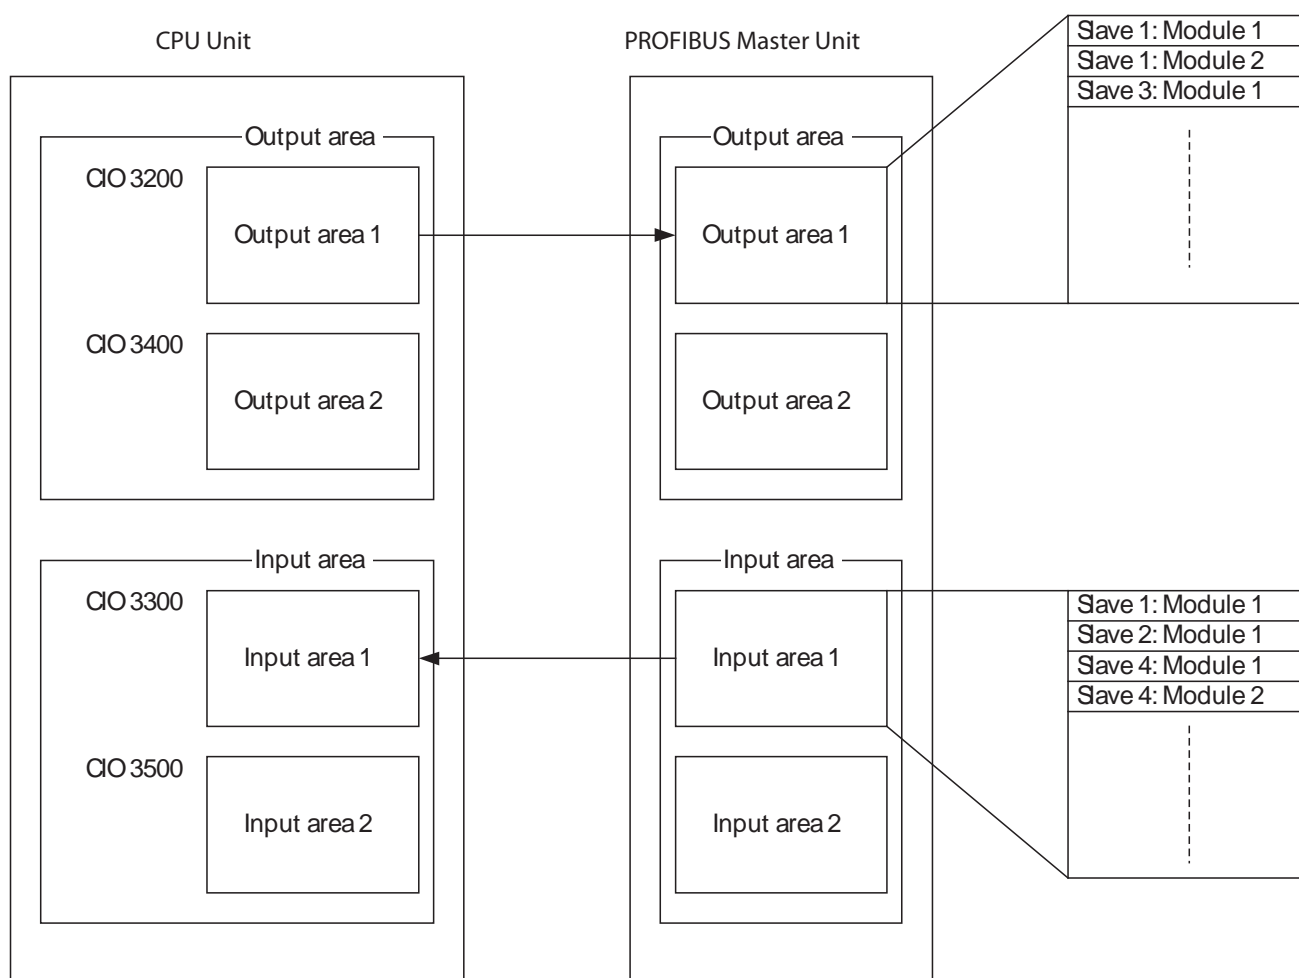 CPU Unit
PROFIBUS Master Unit
Slave 1: Module 1
Slave 1: Module 2
Slave 3: Module 1
Output area
CIO 3200
Output area 1
CIO 3400
Output area 2
Output area
Output area 1
Output area 2
Input area
CIO 3300
Input area 1
CIO 3500
Input area 2
Input area
Input area 1
Input area 2
Slave 1: Module 1
Slave 2: Module 1
Slave 4: Module 1
Slave 4: Module 2